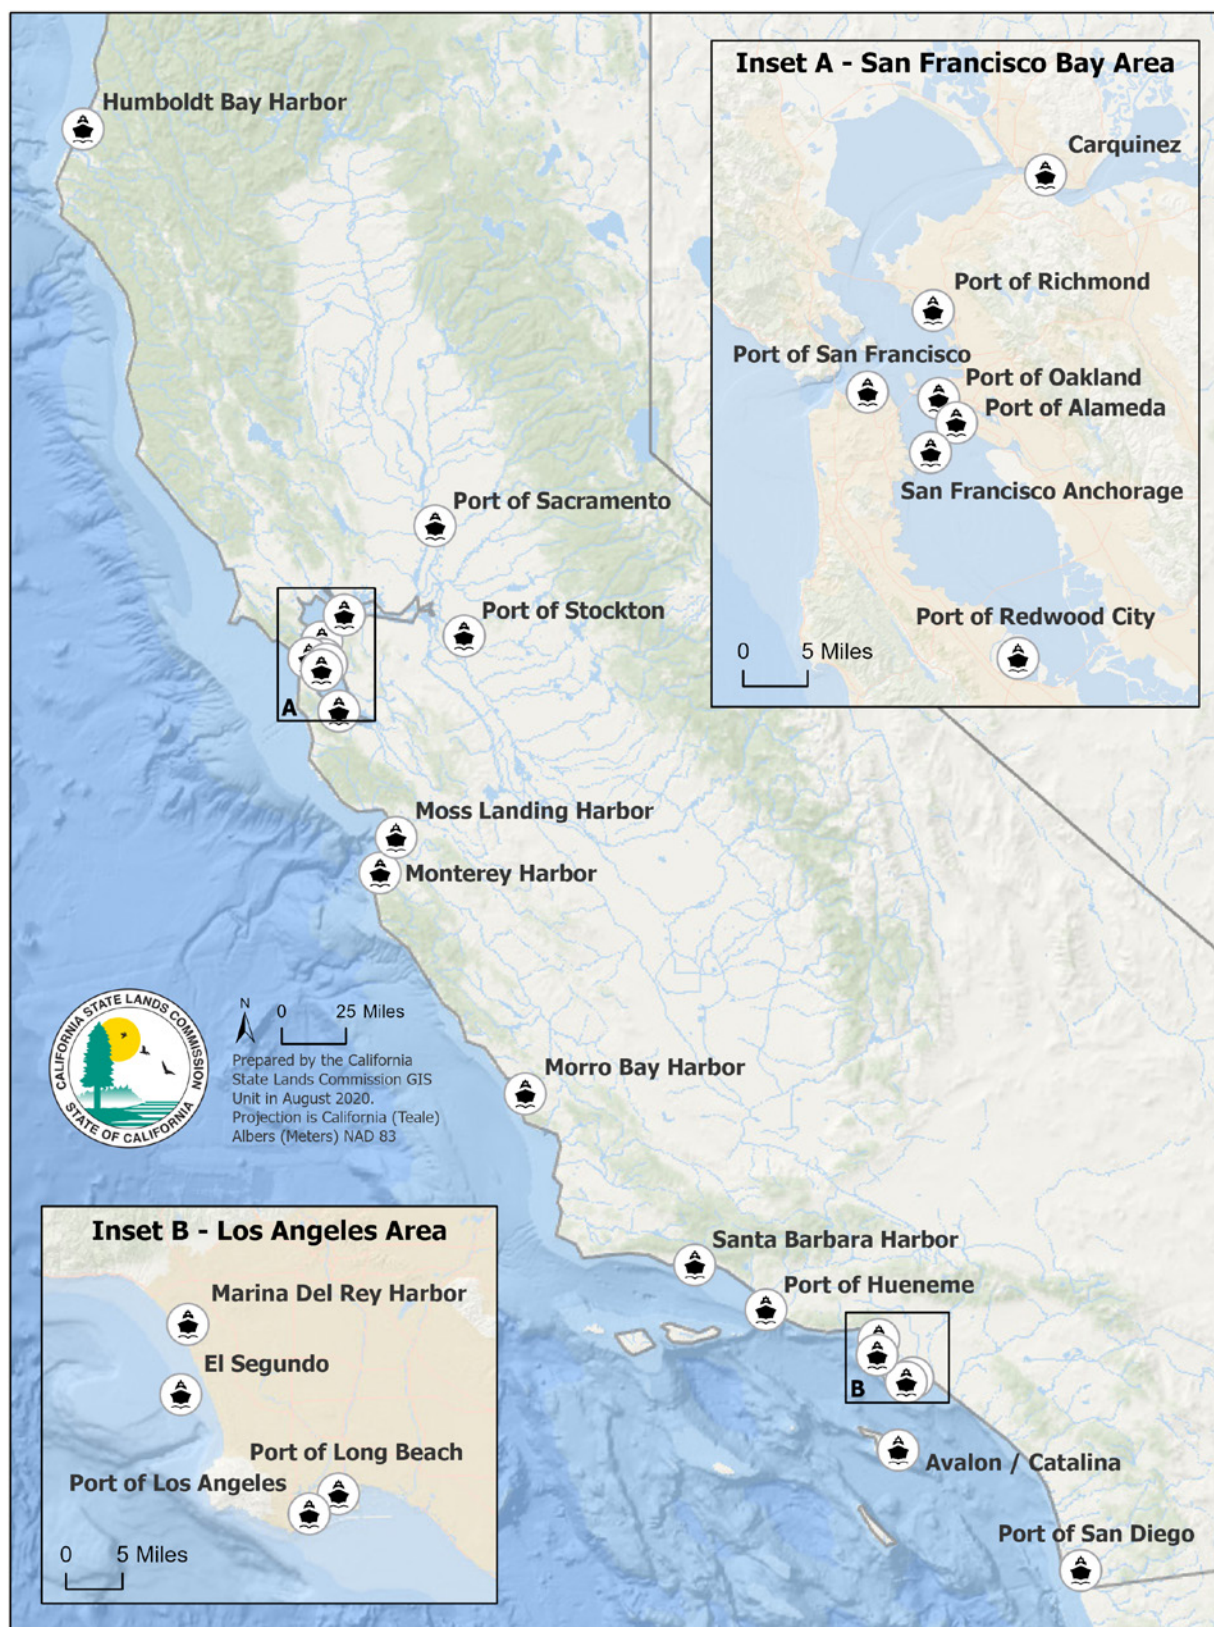 Inset A - San Francisco Bay Area
Humboldt Bay Harbor
Carquinez
Port of Richmond
Port of San Francisco
Port of Oakland
Port of Alameda
San Francisco Anchorage
Port of Redwood City
0 5 Miles
Port of Sacramento
Port of Stockton
A
Moss Landing Harbor
Monterey Harbor
CALIFORNIA STATE LANDS COMMISSION
STATE OF CALIFORNIA
N
0 25 Miles
Prepared by the California
State Lands Commission GIS
Unit in August 2020.
Projection is California (Teale)
Albers (Meters) NAD 83
Morro Bay Harbor
Santa Barbara Harbor
Port of Hueneme
B
Avalon / Catalina
Port of San Diego
Inset B - Los Angeles Area
Marina Del Rey Harbor
El Segundo
Port of Long Beach
Port of Los Angeles
0 5 Miles